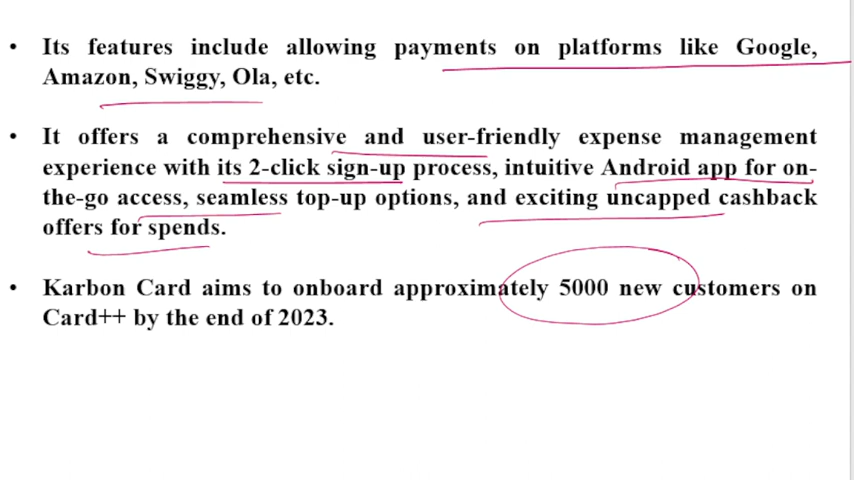 • Its features include allowing payments on platforms like Google,
Amazon, Swiggy, Ola, etc.
• It offers a comprehensive and user-friendly expense management
experience with its 2-click sign-up process, intuitive Android app for on-
the-go access, seamless top-up options, and exciting uncapped cashback
offers for spends.
• Karbon Card aims to onboard approximately 5000 new customers on
Card++ by the end of 2023.